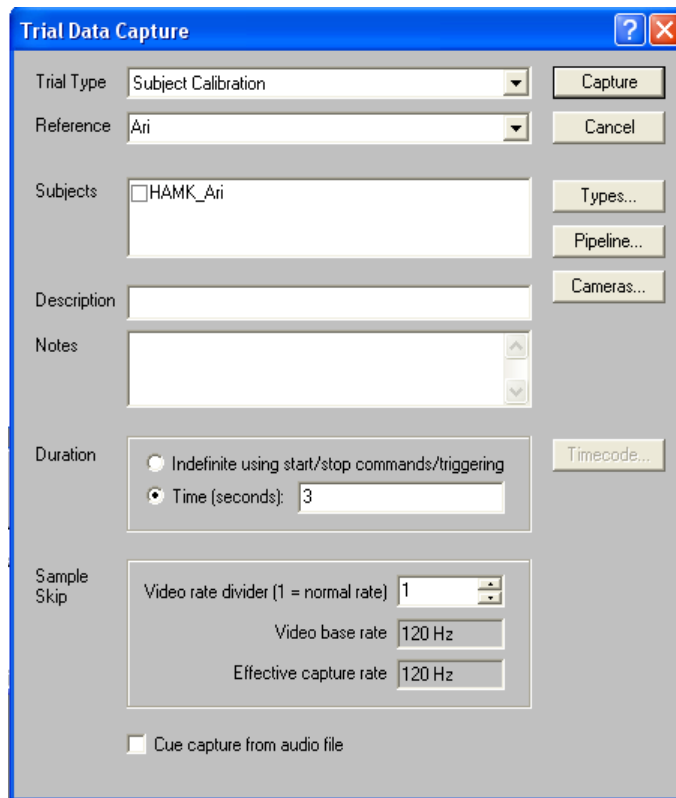 Trial Data Capture
Trial Type Subject Calibration Capture
Reference Ari Cancel
Subjects HAMK_Ari Types...
Pipeline...
Cameras...
Description
Notes
Duration Indefinite using start/stop commands/triggering Timecode...
Time (seconds): 3
Sample
Skip
Video rate divider (1 = normal rate) 1
Video base rate 120 Hz
Effective capture rate 120 Hz
Cue capture from audio file